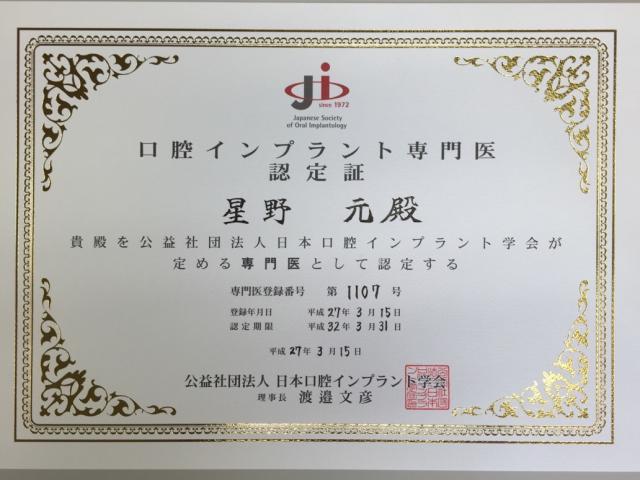 Ji
since 1972
Japanese Society
of Oral Implantology
口腔インプラント専門医
認定証
星野 元殿
貴殿を公益社団法人日本口腔インプラント学会が
定める専門医として認定する
専門医登録番号 第 1107 号
登録年月日 平成 27年 3月 15日
認定期限 平成 32年 3月 31日
平成 27年 3月 15日
公益社団法人 日本口腔インプラント学会
理事長 渡邉文彦